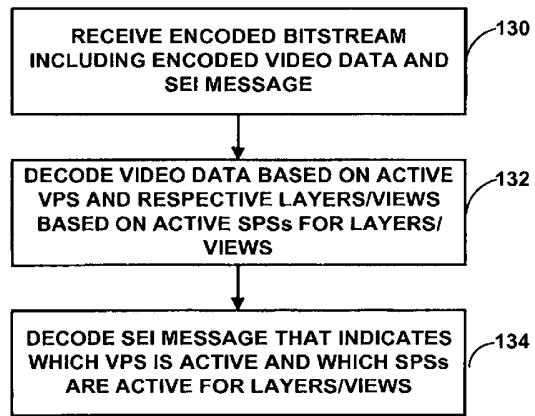 RECEIVE ENCODED BITSTREAM
INCLUDING ENCODED VIDEO DATA AND
SEI MESSAGE
130
DECODE VIDEO DATA BASED ON ACTIVE
VPS AND RESPECTIVE LAYERS/VIEWS
BASED ON ACTIVE SPSs FOR LAYERS/
VIEWS
132
DECODE SEI MESSAGE THAT INDICATES
WHICH VPS IS ACTIVE AND WHICH SPSs
ARE ACTIVE FOR LAYERS/VIEWS
134